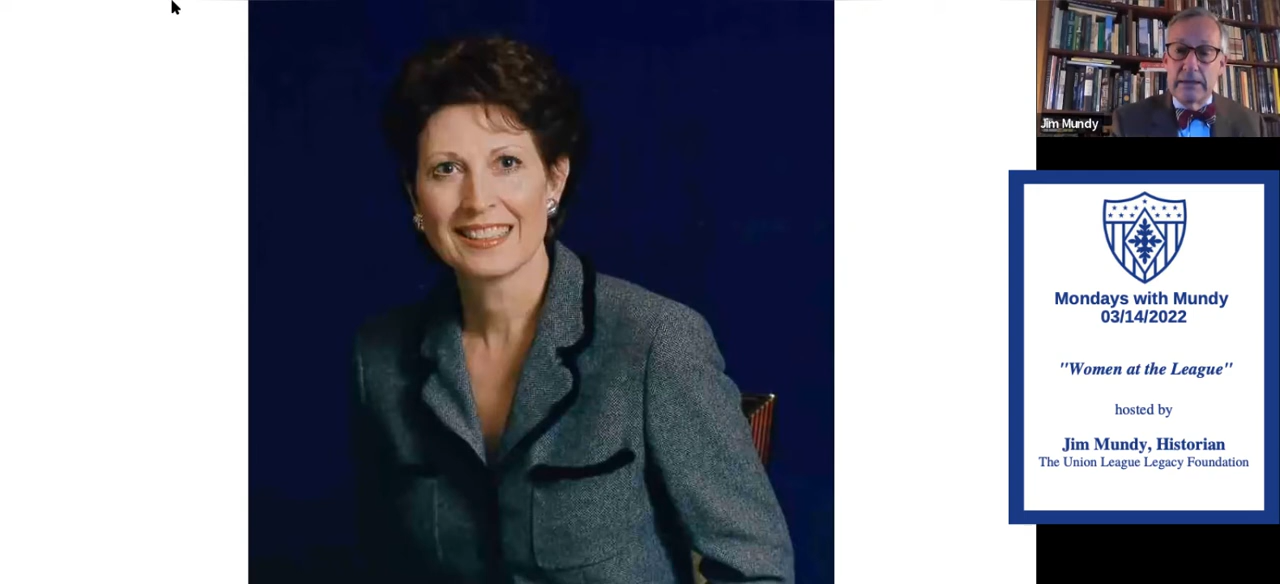 Jim Mundy
Mondays with Mundy
03/14/2022
"Women at the League"
hosted by
Jim Mundy, Historian
The Union League Legacy Foundation